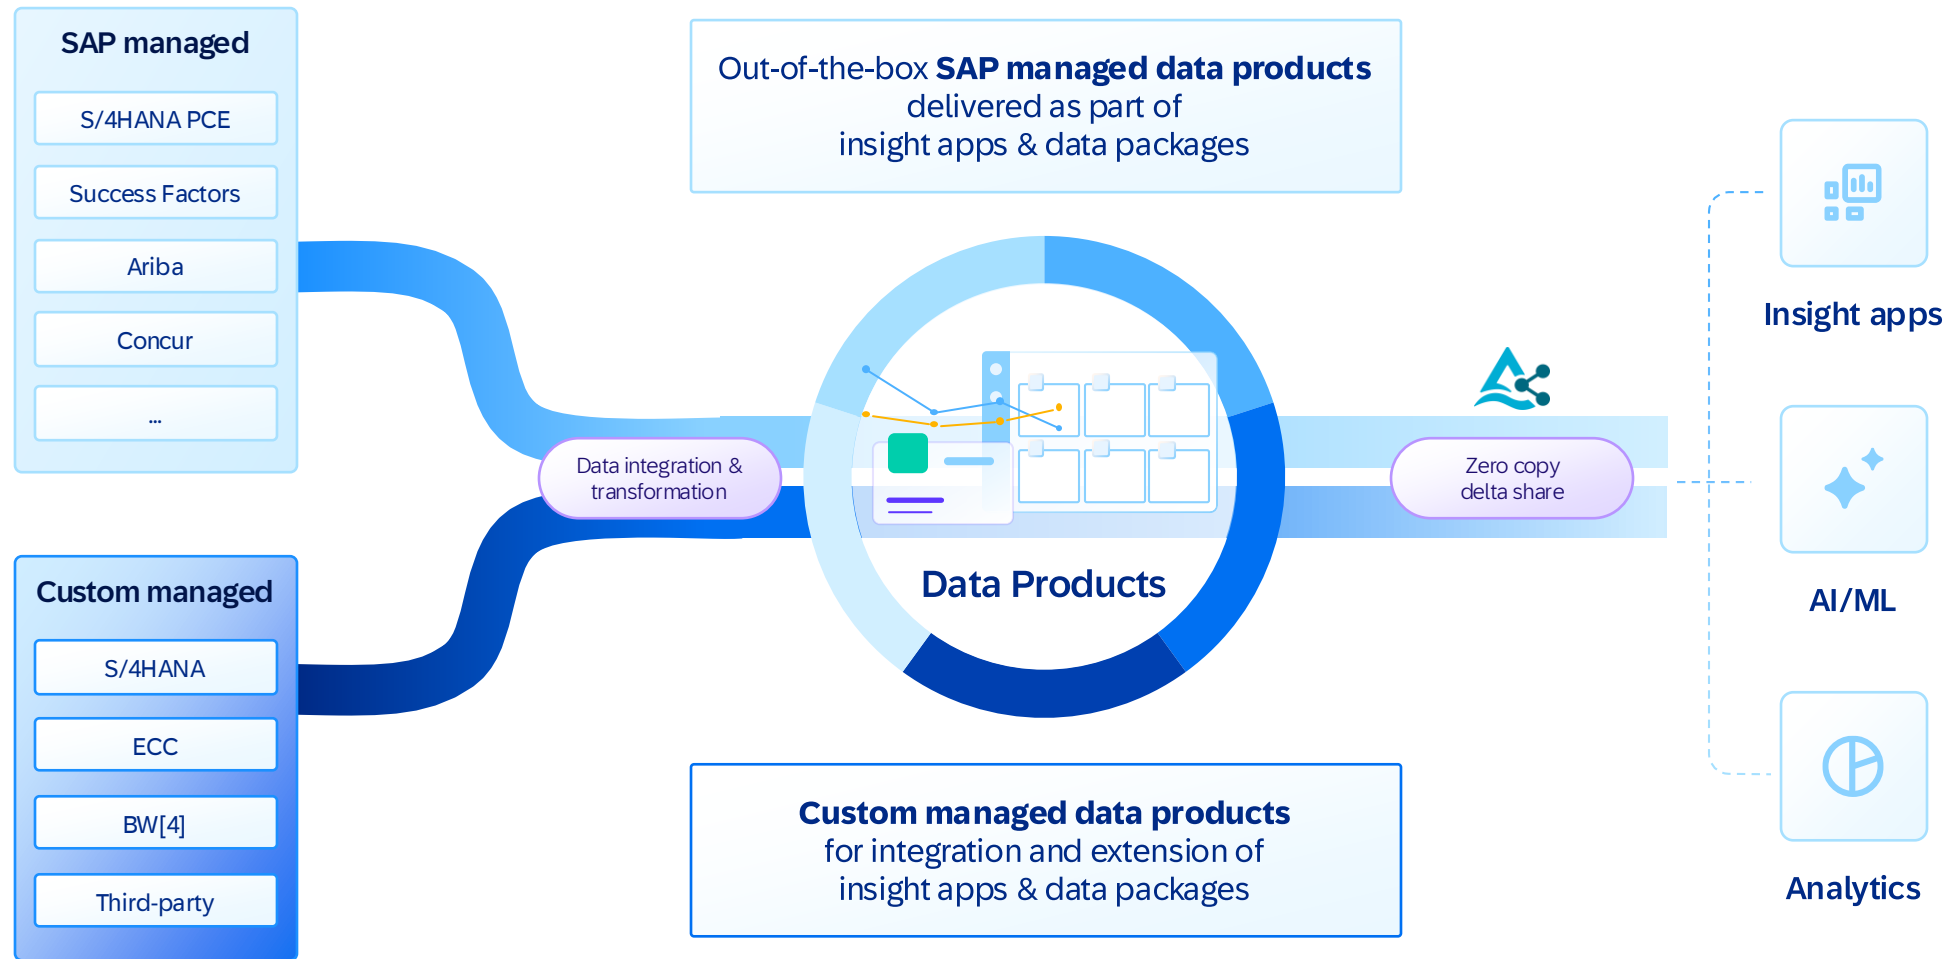 SAP managed
S/4HANA PCE
Success Factors
Ariba
Concur
...
Custom managed
S/4HANA
ECC
BW[4]
Third-party
Data integration &
transformation
Out-of-the-box SAP managed data products
delivered as part of
insight apps & data packages
Data Products
Custom managed data products
for integration and extension of
insight apps & data packages
Zero copy
delta share
Insight apps
AI/ML
Analytics